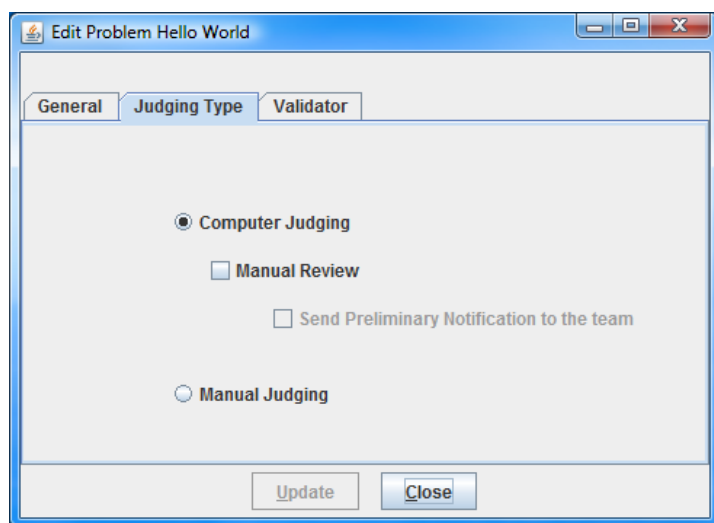 Edit Problem Hello World
General Judging Type Validator
Computer Judging
Manual Review
Send Preliminary Notification to the team
Manual Judging
Update Close